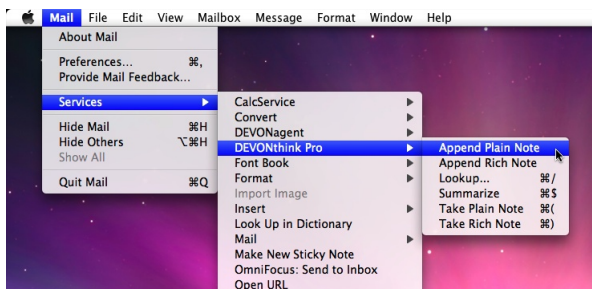 Mail File Edit View Mailbox Message Format Window Help
About Mail
Preferences... ⌘,
Provide Mail Feedback...
Services
Hide Mail ⌘H
Hide Others ⌥⌘H
Show All
Quit Mail ⌘Q
CalcService
Convert
DEVONagent
DEVONthink Pro
Font Book
Format
Import Image
Insert
Look Up in Dictionary
Mail
Make New Sticky Note
OmniFocus: Send to Inbox
Open URL
Append Plain Note
Append Rich Note
Lookup... ⌘/
Summarize ⌘$
Take Plain Note ⌘(
Take Rich Note ⌘)